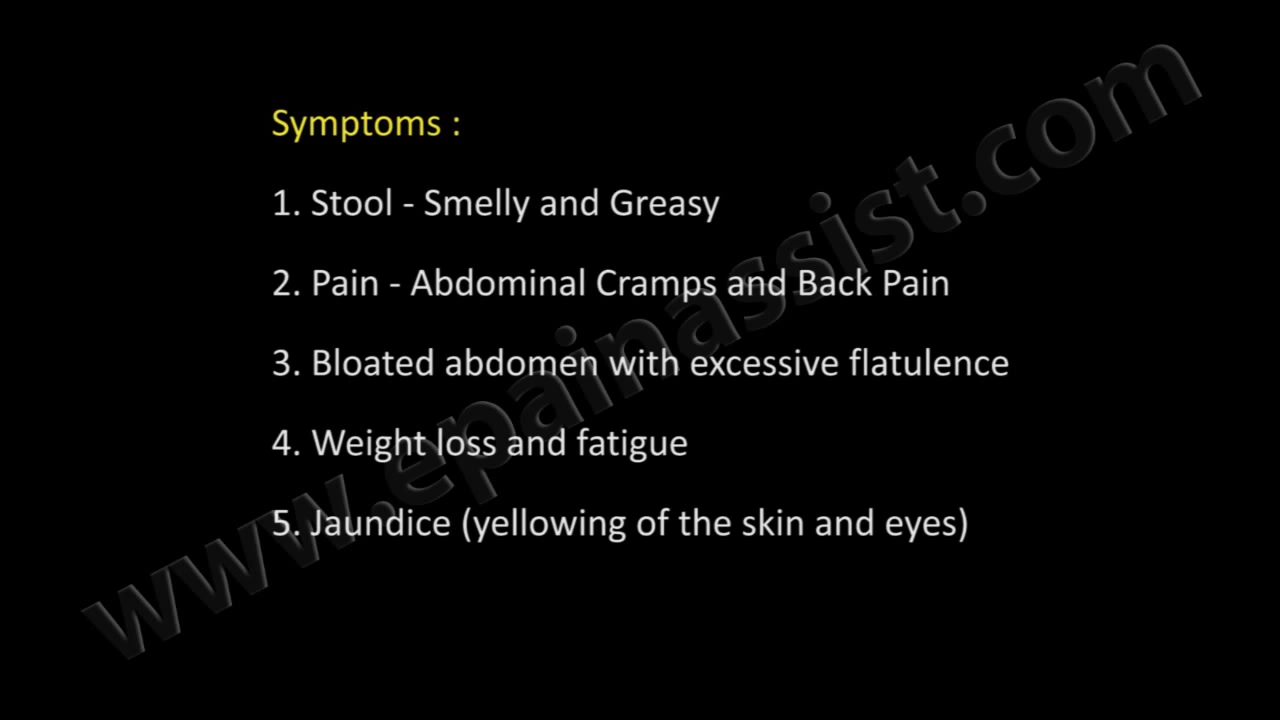 Symptoms :
1. Stool - Smelly and Greasy
2. Pain - Abdominal Cramps and Back Pain
3. Bloated abdomen with excessive flatulence
4. Weight loss and fatigue
5. Jaundice (yellowing of the skin and eyes)
www.epainassist.com